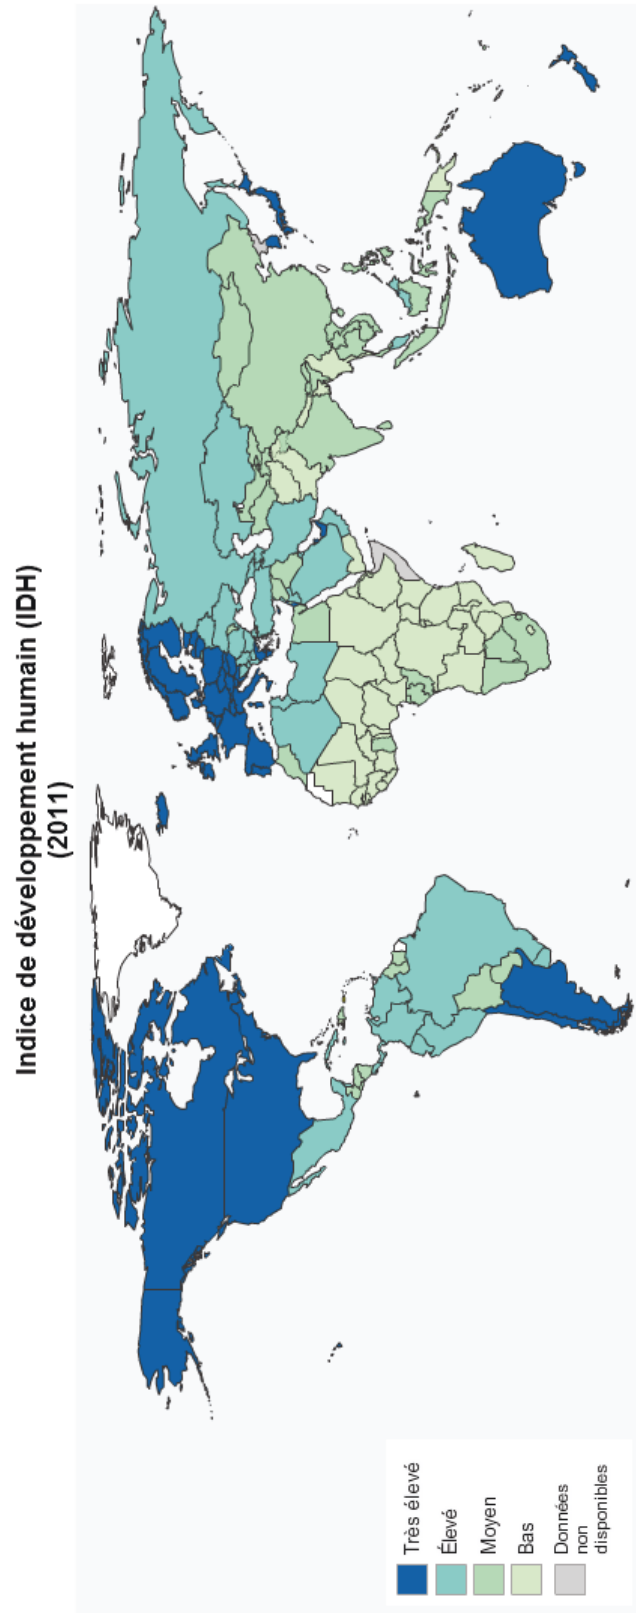 Indice de développement humain (IDH)
(2011)
Très élevé
Élevé
Moyen
Bas
Données
non
disponibles